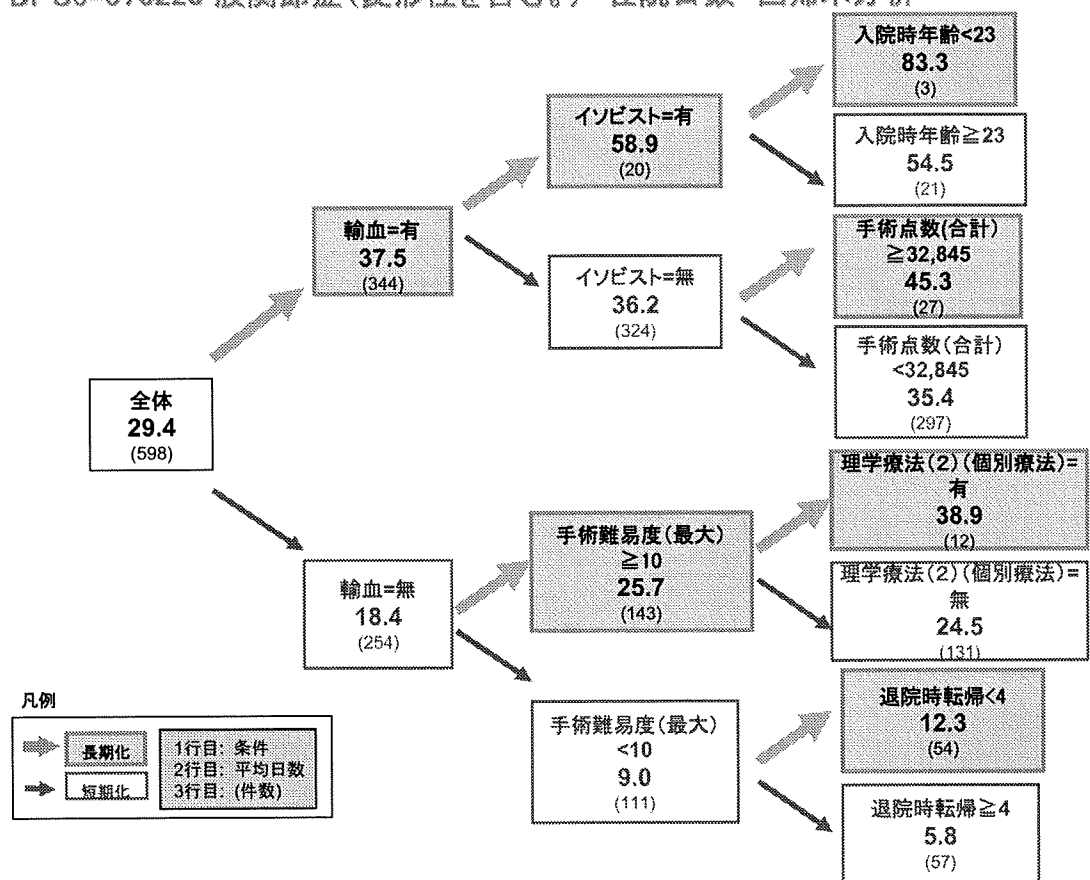 入院時年齢<23
83.3
(3)
イソビスト=有
58.9
(20)
入院時年齢≧23
54.5
(21)
輸血=有
37.5
(344)
手術点数(合計)
≧32,845
45.3
(27)
イソビスト=無
36.2
(324)
手術点数(合計)
<32,845
35.4
(297)
全体
29.4
(598)
理学療法(2)(個別療法)=
有
38.9
(12)
手術難易度(最大)
≧10
25.7
(143)
理学療法(2)(個別療法)=
無
24.5
(131)
輸血=無
18.4
(254)
退院時転帰<4
12.3
(54)
手術難易度(最大)
<10
9.0
(111)
退院時転帰≧4
5.8
(57)
凡例
長期化
短期化
1行目: 条件
2行目: 平均日数
3行目: (件数)